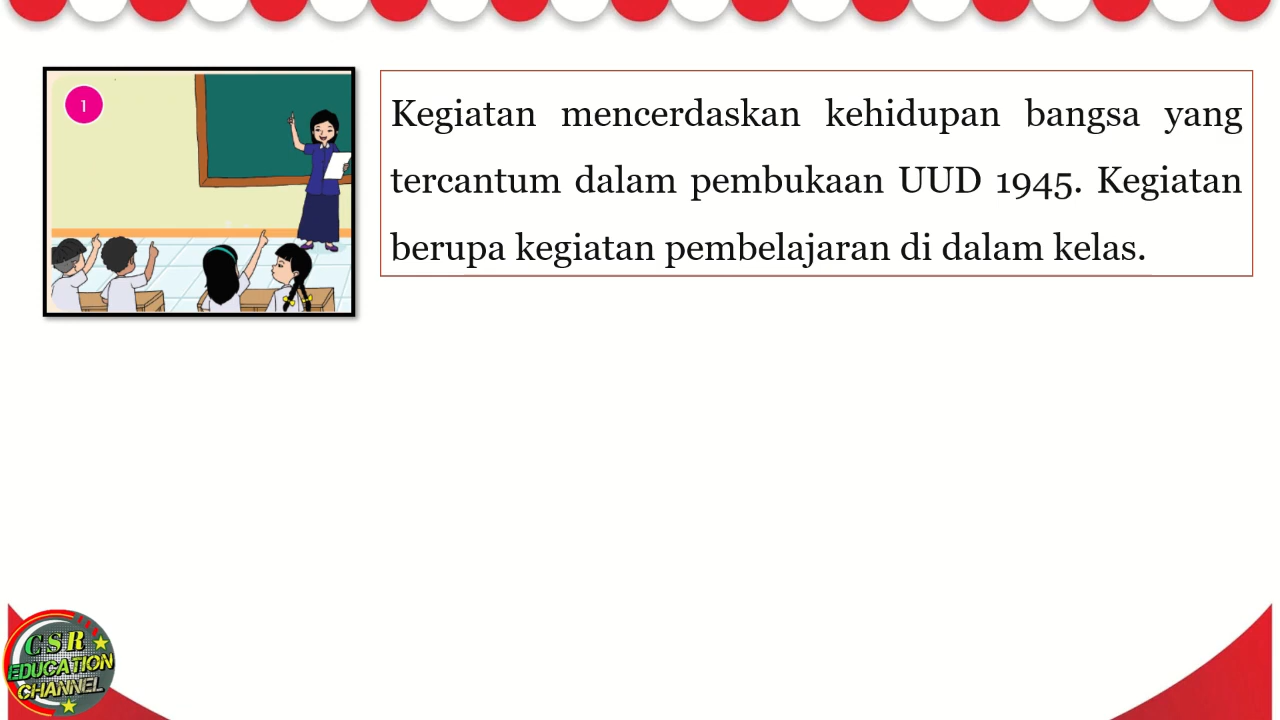 1
Kegiatan mencerdaskan kehidupan bangsa yang
tercantum dalam pembukaan UUD 1945. Kegiatan
berupa kegiatan pembelajaran di dalam kelas.
CSR
EDUCATION
CHANNEL